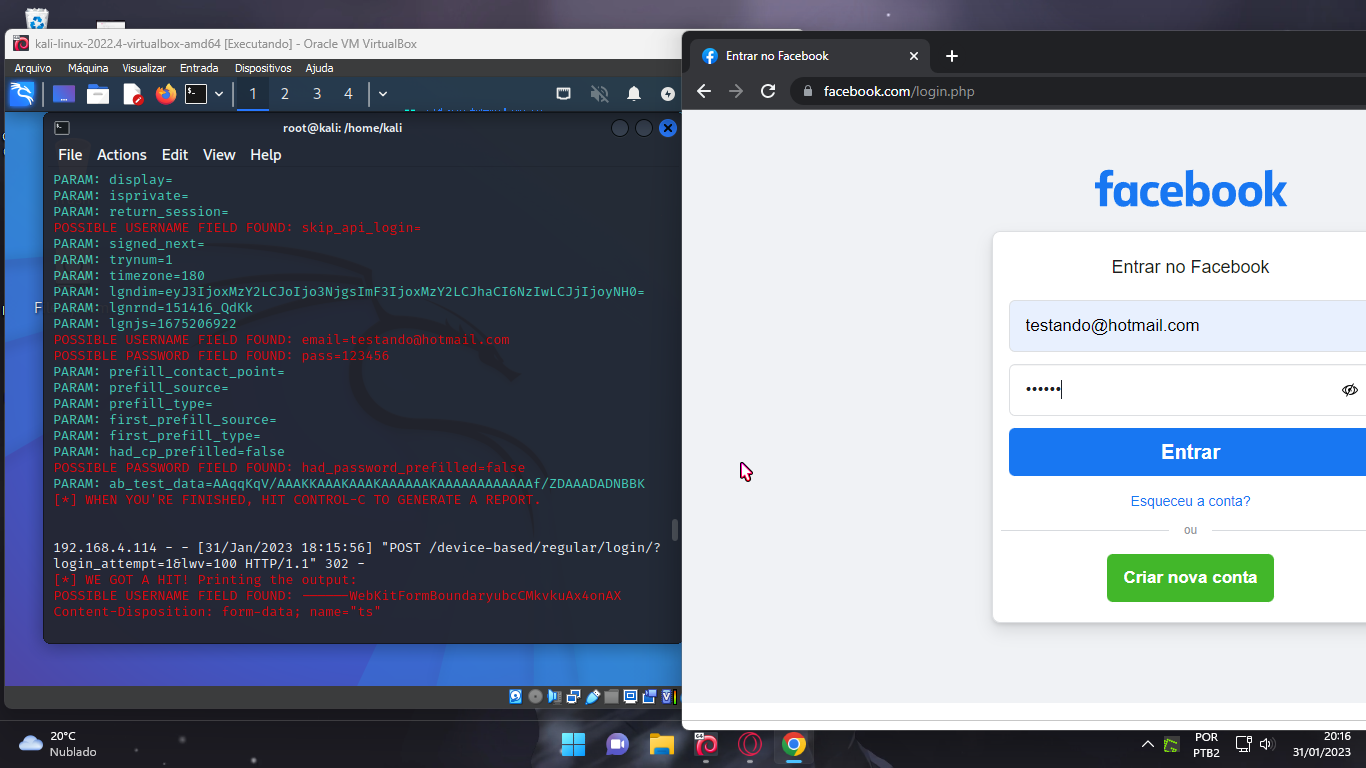 kali-linux-2022.4-virtualbox-amd64 [Executando] - Oracle VM VirtualBox
Arquivo Máquina Visualizar Entrada Dispositivos Ajuda
1 2 3 4
root@kali: /home/kali
File Actions Edit View Help
PARAM: display=
PARAM: isprivate=
PARAM: return_session=
POSSIBLE USERNAME FIELD FOUND: skip_api_login=
PARAM: signed_next=
PARAM: trynum=1
PARAM: timezone=180
PARAM: lgndim=eyJ3IjoxMzY2LCJoIjo3NjgsImF3IjoxMzY2LCJhaCI6NzIwLCJjIjoyNH0=
PARAM: lgnrnd=151416_QdKk
PARAM: lgnjs=1675206922
POSSIBLE USERNAME FIELD FOUND: email=testando@hotmail.com
POSSIBLE PASSWORD FIELD FOUND: pass=123456
PARAM: prefill_contact_point=
PARAM: prefill_source=
PARAM: prefill_type=
PARAM: first_prefill_source=
PARAM: first_prefill_type=
PARAM: had_cp_prefilled=false
POSSIBLE PASSWORD FIELD FOUND: had_password_prefilled=false
PARAM: ab_test_data=AAqqKqV/AAAKKAAAKAAAKAAAAAAKAAAAAAAAAAAAf/ZDAAADADNBBK
[*] WHEN YOU'RE FINISHED, HIT CONTROL-C TO GENERATE A REPORT.
192.168.4.114 - - [31/Jan/2023 18:15:56] "POST /device-based/regular/login/?
login_attempt=1&lwv=100 HTTP/1.1" 302 -
[*] WE GOT A HIT! Printing the output:
POSSIBLE USERNAME FIELD FOUND: ------WebKitFormBoundaryubcCMkvkuAx4onAX
Content-Disposition: form-data; name="ts"
Entrar no Facebook
facebook.com/login.php
facebook
Entrar no Facebook
testando@hotmail.com
••••••
Entrar
Esqueceu a conta?
ou
Criar nova conta
20°C
Nublado
POR
PTB2
20:16
31/01/2023